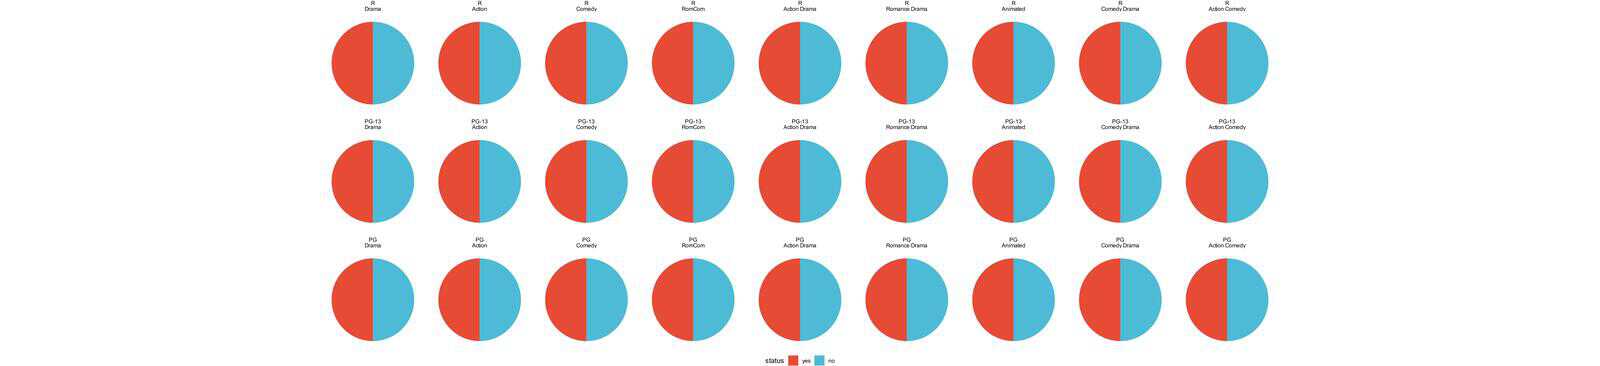 R R R R R R R R R
Drama Action Comedy RomCom Action Drama Romance Drama Animated Comedy Drama Action Comedy
PG-13 PG-13 PG-13 PG-13 PG-13 PG-13 PG-13 PG-13 PG-13
Drama Action Comedy RomCom Action Drama Romance Drama Animated Comedy Drama Action Comedy
PG PG PG PG PG PG PG PG PG
Drama Action Comedy RomCom Action Drama Romance Drama Animated Comedy Drama Action Comedy
status yes no